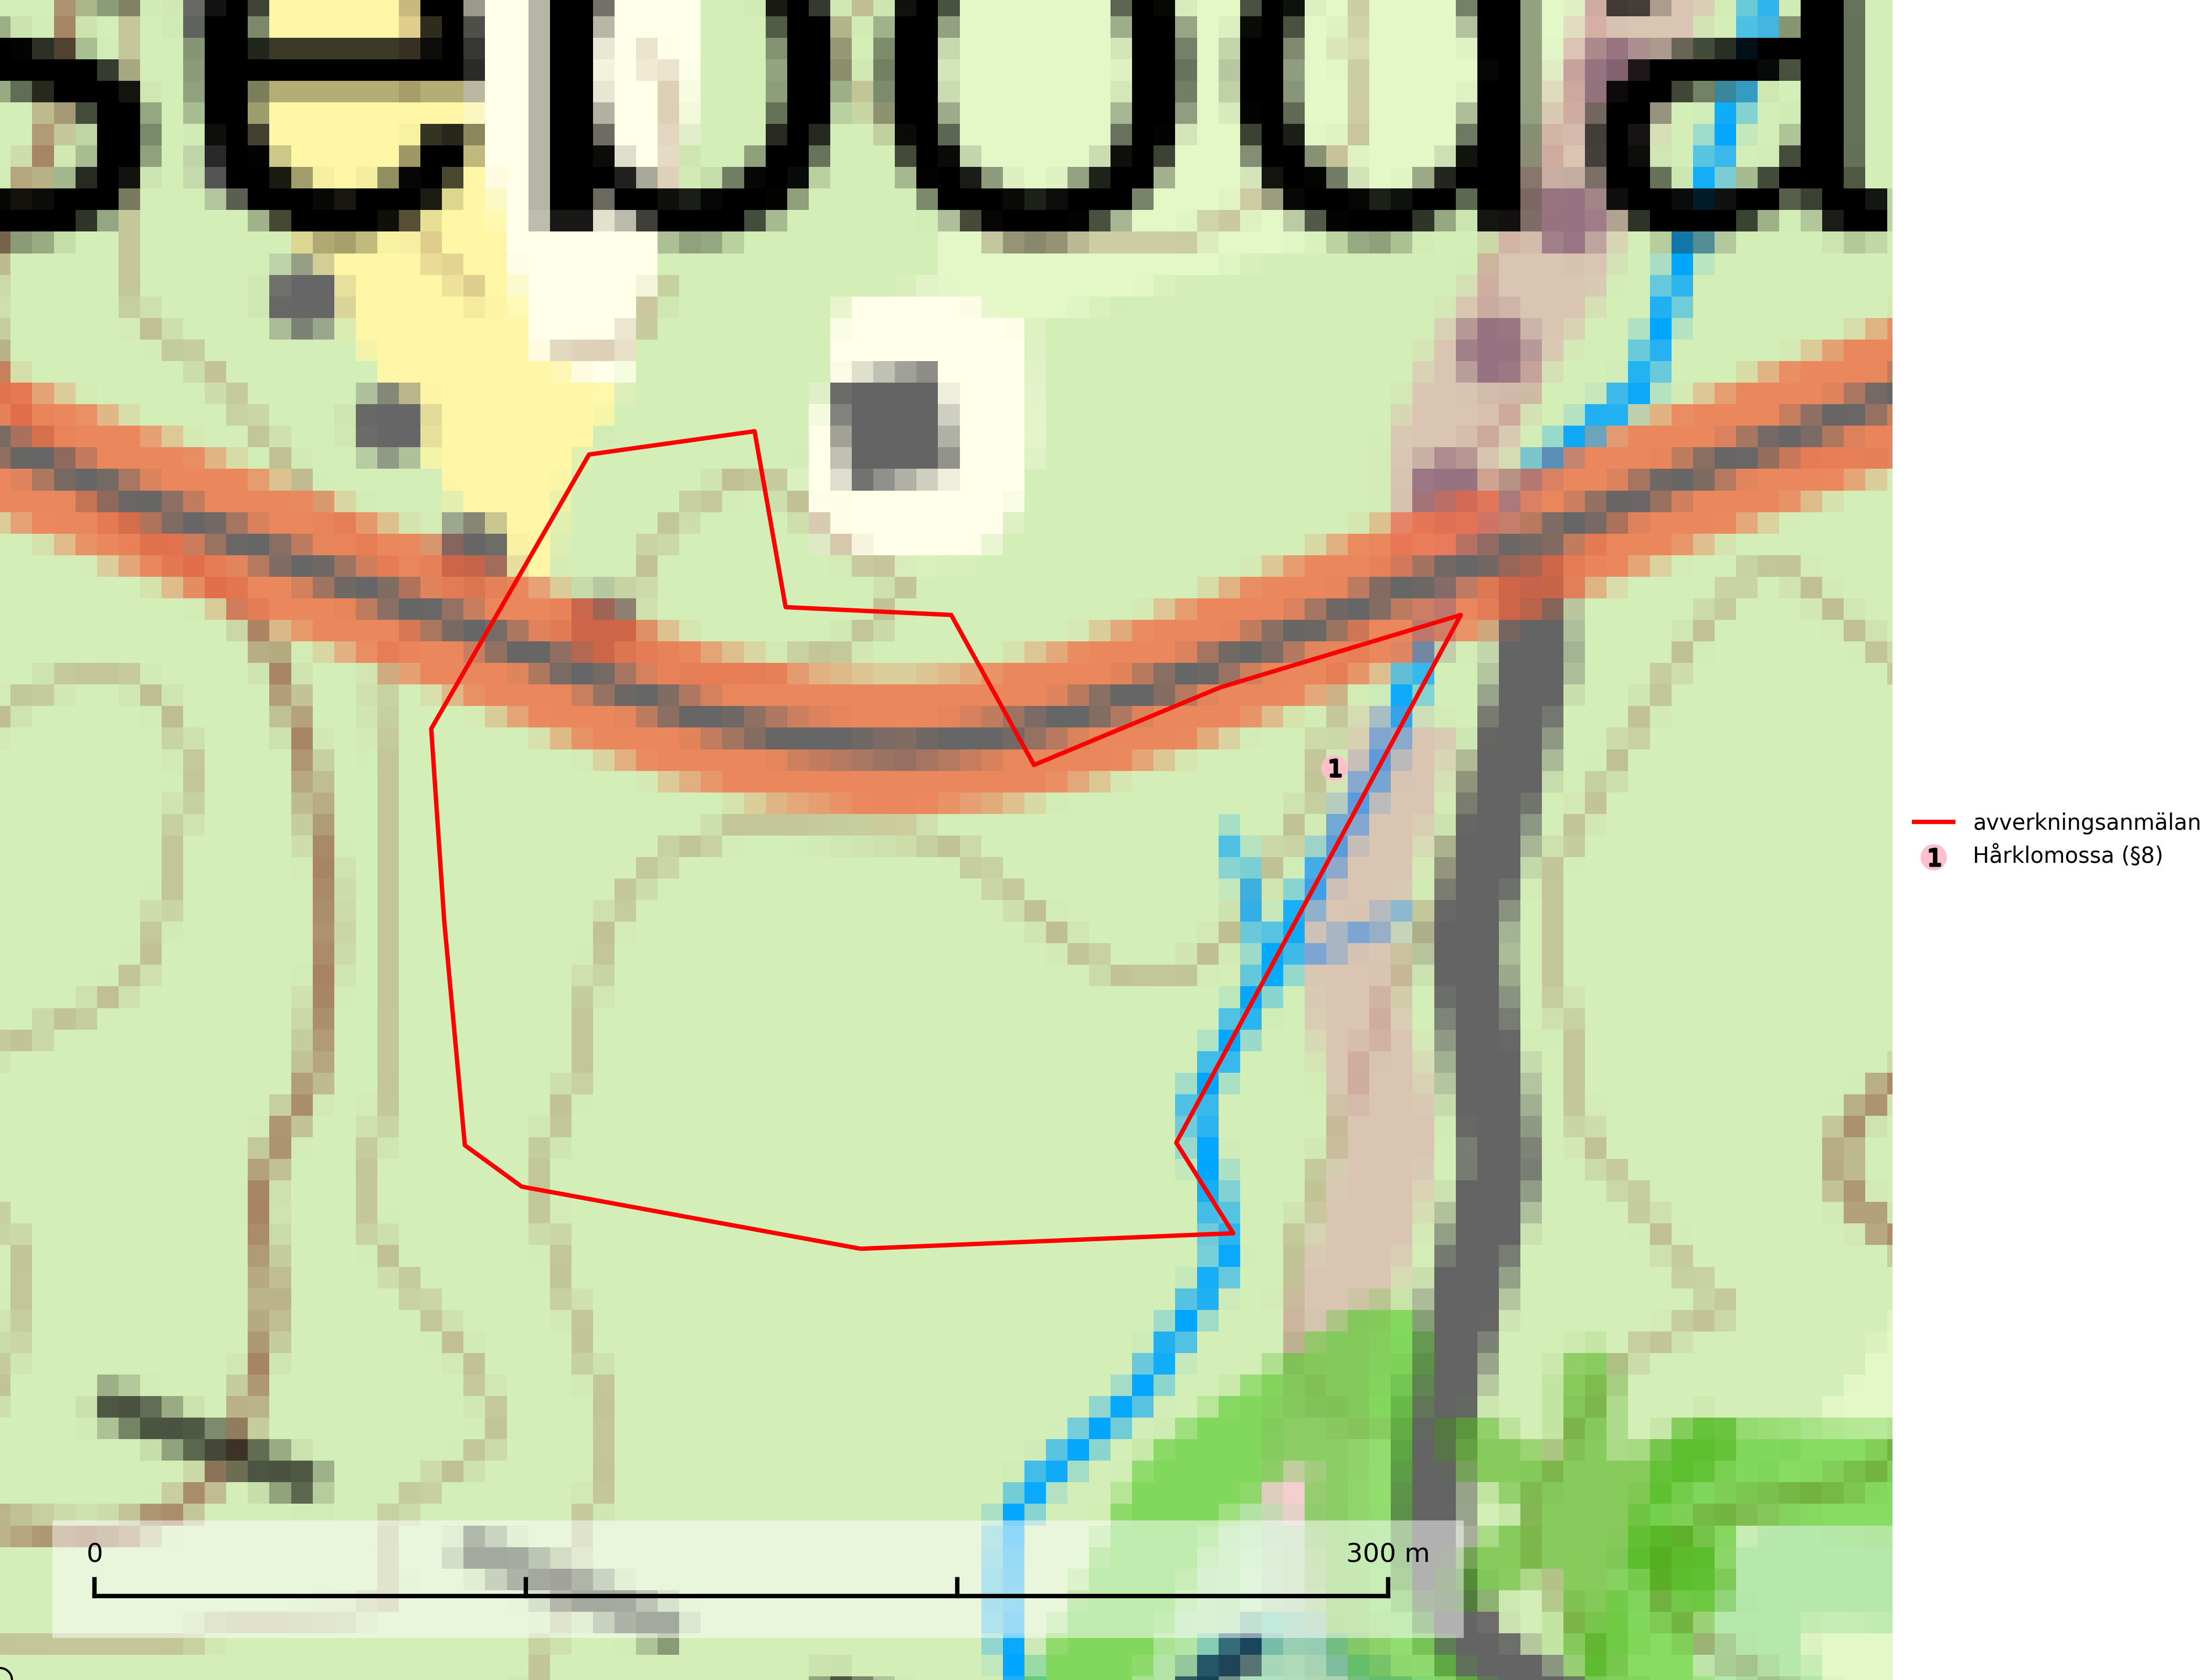 1
avverkningsanmälan
1 Hårklomossa (§8)
0 300 m